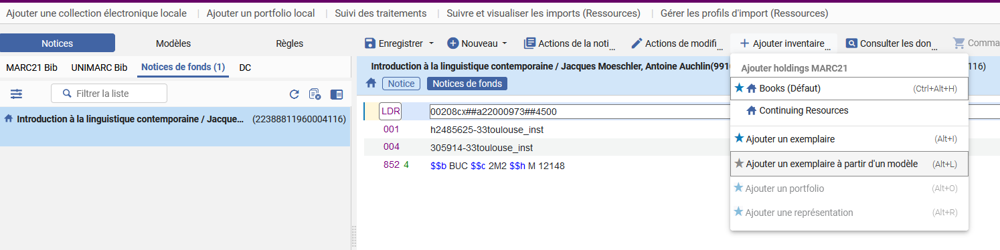 Ajouter une collection électronique locale | Ajouter un portfolio local | Suivi des traitements | Suivre et visualiser les imports (Ressources) | Gérer les profils d'import (Ressources)
Notices Modèles Règles
Enregistrer Nouveau Actions de la noti... Actions de modifi... + Ajouter inventaire... Consulter les don... Comma
MARC21 Bib UNIMARC Bib Notices de fonds (1) DC
Filtrer la liste
Introduction à la linguistique contemporaine / Jacque... (22388811960004116)
Introduction à la linguistique contemporaine / Jacques Moeschler, Antoine Auchlin(9910 116)
Notice Notices de fonds
LDR 00208cx##a22000973##4500
001 h2485625-33toulouse_inst
004 305914-33toulouse_inst
852 4 $$b BUC $$c 2M2 $$h M 12148
Ajouter holdings MARC21
Books (Défaut) (Ctrl+Alt+H)
Continuing Resources
Ajouter un exemplaire (Alt+I)
Ajouter un exemplaire à partir d'un modèle (Alt+L)
Ajouter un portfolio (Alt+O)
Ajouter une représentation (Alt+R)